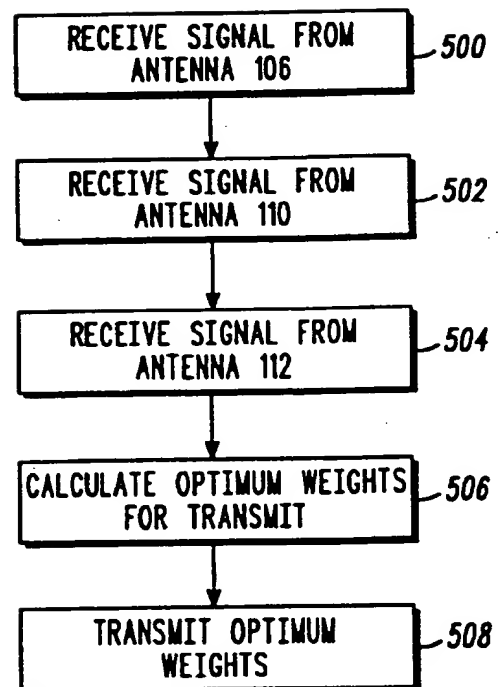 RECEIVE SIGNAL FROM
ANTENNA 106
500
RECEIVE SIGNAL FROM
ANTENNA 110
502
RECEIVE SIGNAL FROM
ANTENNA 112
504
CALCULATE OPTIMUM WEIGHTS
FOR TRANSMIT
506
TRANSMIT OPTIMUM
WEIGHTS
508